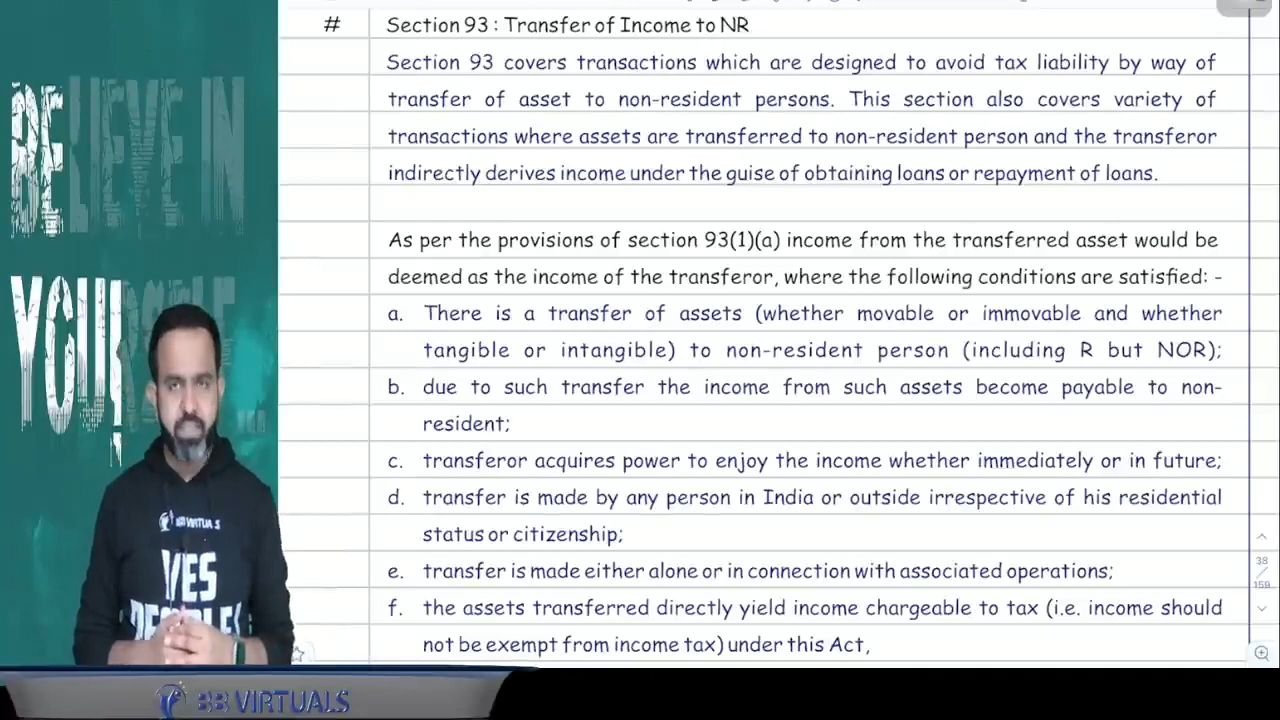 BELIEVE IN
YOURSELF
# Section 93 : Transfer of Income to NR
Section 93 covers transactions which are designed to avoid tax liability by way of
transfer of asset to non-resident persons. This section also covers variety of
transactions where assets are transferred to non-resident person and the transferor
indirectly derives income under the guise of obtaining loans or repayment of loans.
As per the provisions of section 93(1)(a) income from the transferred asset would be
deemed as the income of the transferor, where the following conditions are satisfied: -
a. There is a transfer of assets (whether movable or immovable and whether
tangible or intangible) to non-resident person (including R but NOR);
b. due to such transfer the income from such assets become payable to non-
resident;
c. transferor acquires power to enjoy the income whether immediately or in future;
d. transfer is made by any person in India or outside irrespective of his residential
status or citizenship;
e. transfer is made either alone or in connection with associated operations;
f. the assets transferred directly yield income chargeable to tax (i.e. income should
not be exempt from income tax) under this Act,
38
/
159
BB VIRTUALS
YES
BB VIRTUALS